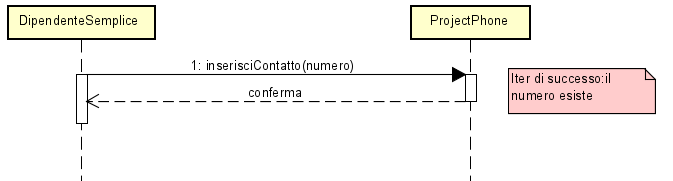 DipendenteSemplice
ProjectPhone
1: inserisciContatto(numero)
conferma
Iter di successo:il
numero esiste